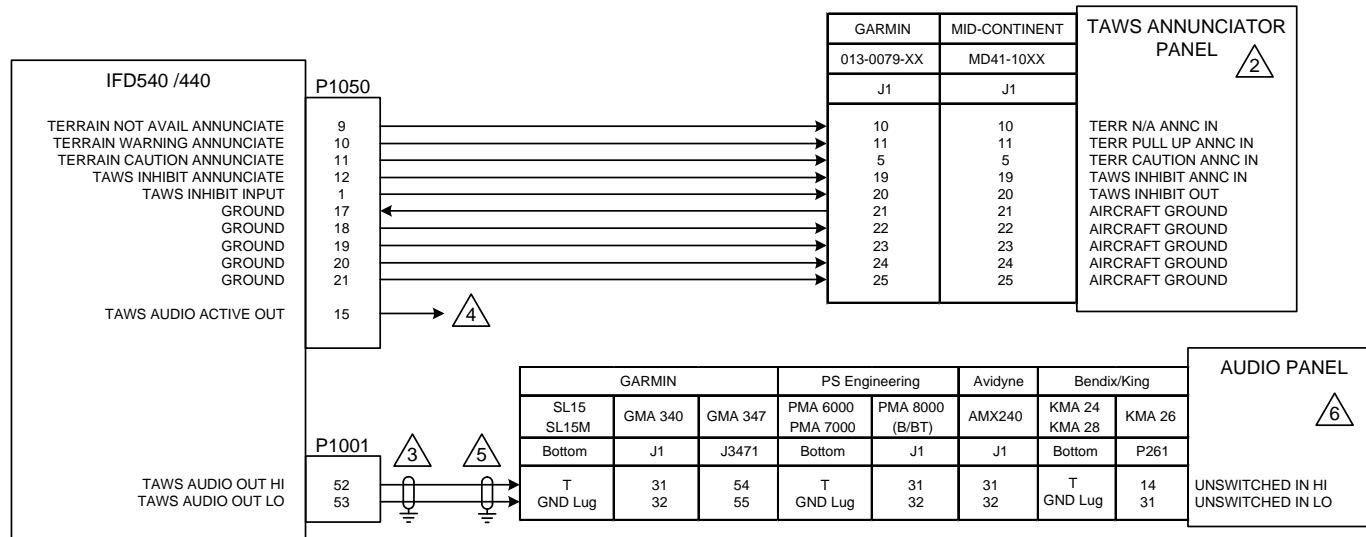 GARMIN MID-CONTINENT TAWS ANNUNCIATOR
PANEL
013-0079-XX MD41-10XX 2
J1 J1
IFD540 /440 P1050
TERRAIN NOT AVAIL ANNUNCIATE 9 10 10 TERR N/A ANNC IN
TERRAIN WARNING ANNUNCIATE 10 11 11 TERR PULL UP ANNC IN
TERRAIN CAUTION ANNUNCIATE 11 5 5 TERR CAUTION ANNC IN
TAWS INHIBIT ANNUNCIATE 12 19 19 TAWS INHIBIT ANNC IN
TAWS INHIBIT INPUT 1 20 20 TAWS INHIBIT OUT
GROUND 17 21 21 AIRCRAFT GROUND
GROUND 18 22 22 AIRCRAFT GROUND
GROUND 19 23 23 AIRCRAFT GROUND
GROUND 20 24 24 AIRCRAFT GROUND
GROUND 21 25 25 AIRCRAFT GROUND
TAWS AUDIO ACTIVE OUT 15 4
GARMIN PS Engineering Avidyne Bendix/King AUDIO PANEL
SL15 GMA 340 GMA 347 PMA 6000 PMA 8000 AMX240 KMA 24 KMA 26 6
SL15M PMA 7000 (B/BT) KMA 28
P1001 3 5 Bottom J1 J3471 Bottom J1 J1 Bottom P261
TAWS AUDIO OUT HI 52 T 31 54 T 31 31 T 14 UNSWITCHED IN HI
TAWS AUDIO OUT LO 53 GND Lug 32 55 GND Lug 32 32 GND Lug 31 UNSWITCHED IN LO